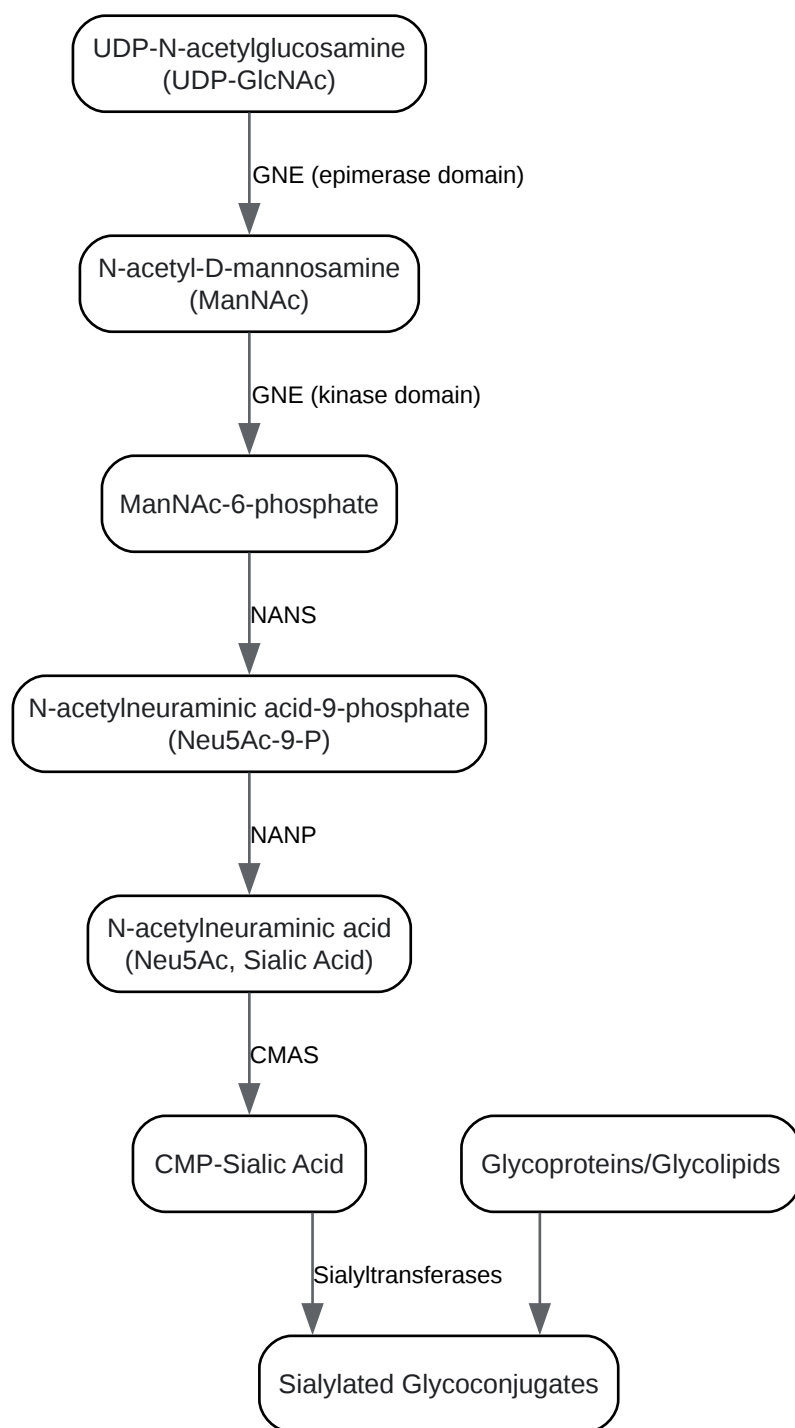 UDP-N-acetylglucosamine
(UDP-GlcNAc)
GNE (epimerase domain)
N-acetyl-D-mannosamine
(ManNAc)
GNE (kinase domain)
ManNAc-6-phosphate
NANS
N-acetylneuraminic acid-9-phosphate
(Neu5Ac-9-P)
NANP
N-acetylneuraminic acid
(Neu5Ac, Sialic Acid)
CMAS
CMP-Sialic Acid
Glycoproteins/Glycolipids
Sialyltransferases
Sialylated Glycoconjugates